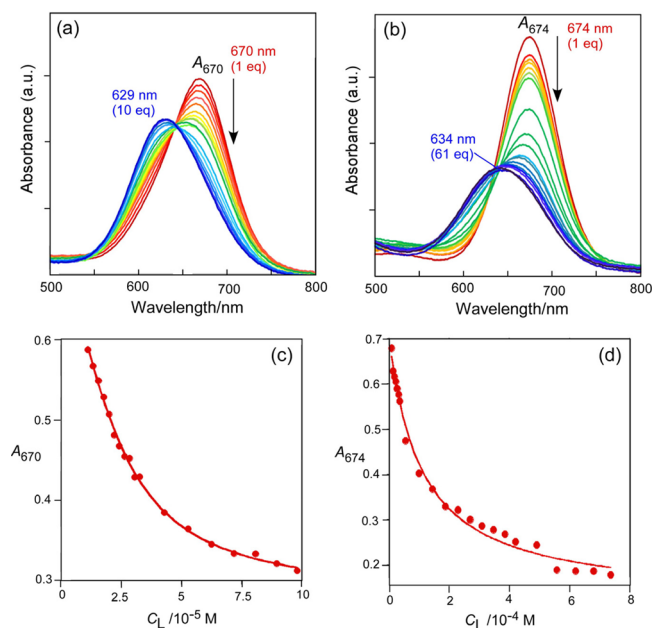 (a)
A670
670 nm
(1 eq)
629 nm
(10 eq)
Absorbance (a.u.)
500 600 700 800
Wavelength/nm
(b)
A674
674 nm
(1 eq)
634 nm
(61 eq)
Absorbance (a.u.)
500 600 700 800
Wavelength/nm
(c)
0.6
0.5
A670
0.4
0.3
0 2.5 5 7.5 10
CL /10-5 M
(d)
0.7
0.6
0.5
A674
0.4
0.3
0.2
0 2 4 6 8
CL /10-4 M